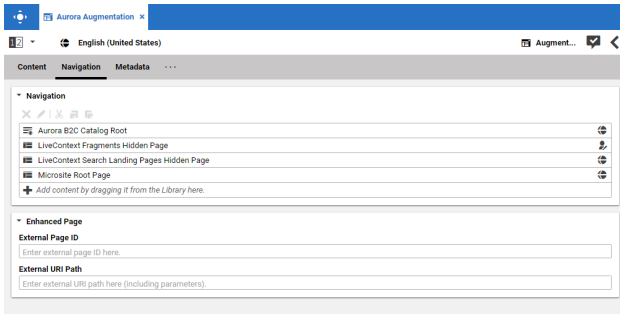 Aurora Augmentation ×
12 English (United States) Augment...
Content Navigation Metadata ...
Navigation
Aurora B2C Catalog Root
LiveContext Fragments Hidden Page
LiveContext Search Landing Pages Hidden Page
Microsite Root Page
Add content by dragging it from the Library here.
Enhanced Page
External Page ID
Enter external page ID here.
External URI Path
Enter external URI path here (including parameters).